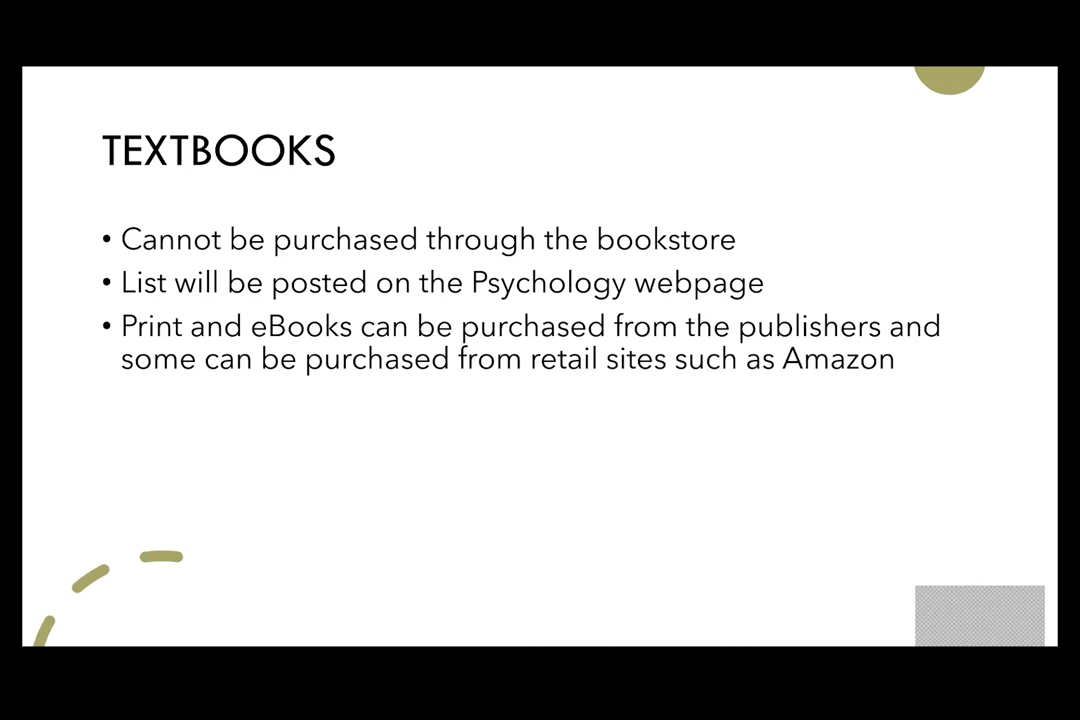 TEXTBOOKS
• Cannot be purchased through the bookstore
• List will be posted on the Psychology webpage
• Print and eBooks can be purchased from the publishers and
some can be purchased from retail sites such as Amazon